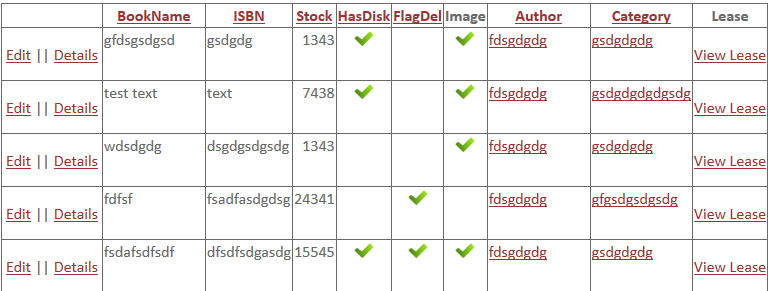 BookName ISBN Stock HasDisk FlagDel Image Author Category Lease
Edit || Details gfdsgsdgsd gsdgdg 1343 fdsgdgdg gsdgdgdg View Lease
Edit || Details test text text 7438 fdsgdgdg gsdgdgdgdgsdg View Lease
Edit || Details wdsdgdg dsgdgsdgsdg 1343 fdsgdgdg gsdgdgdg View Lease
Edit || Details fdfsf fsadfasdgdsg 24341 fdsgdgdg gfgsdgsdgsdg View Lease
Edit || Details fsdafsdfsdf dfsdfsdgasdg 15545 fdsgdgdg gsdgdgdg View Lease